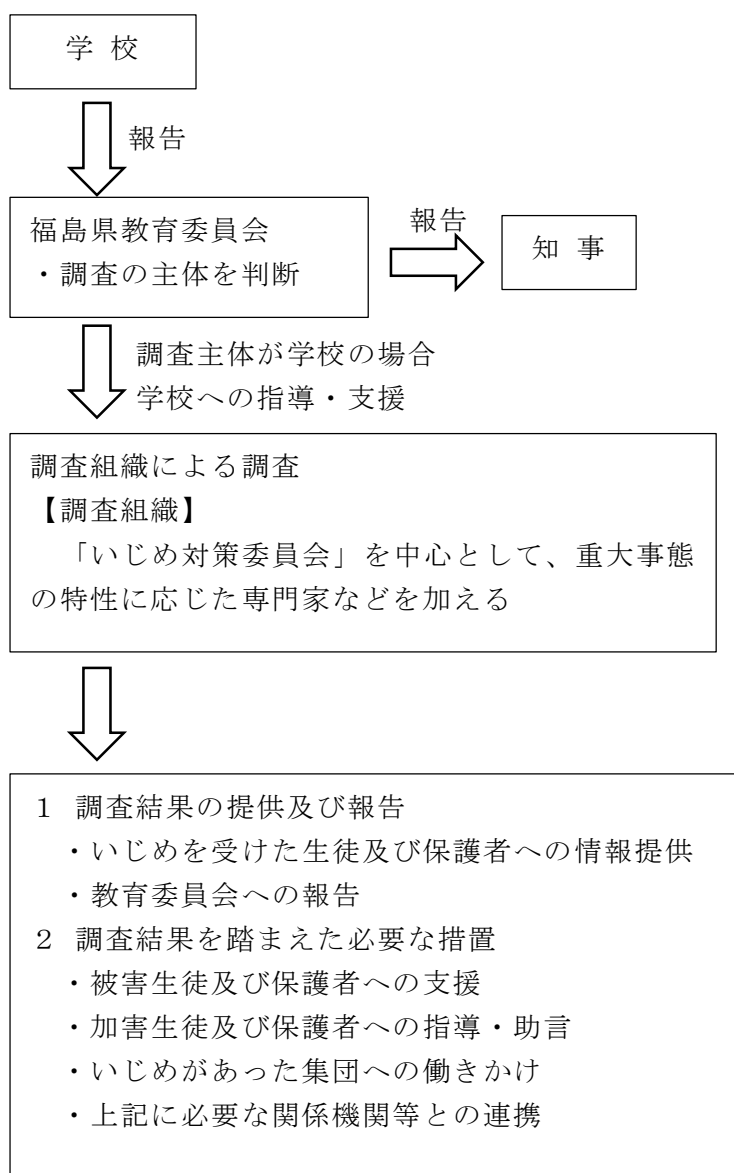 学 校
報告
福島県教育委員会
・調査の主体を判断
報告
知 事
調査主体が学校の場合
学校への指導・支援
調査組織による調査
【調査組織】
「いじめ対策委員会」を中心として、重大事態
の特性に応じた専門家などを加える
1 調査結果の提供及び報告
・いじめを受けた生徒及び保護者への情報提供
・教育委員会への報告
2 調査結果を踏まえた必要な措置
・被害生徒及び保護者への支援
・加害生徒及び保護者への指導・助言
・いじめがあった集団への働きかけ
・上記に必要な関係機関等との連携